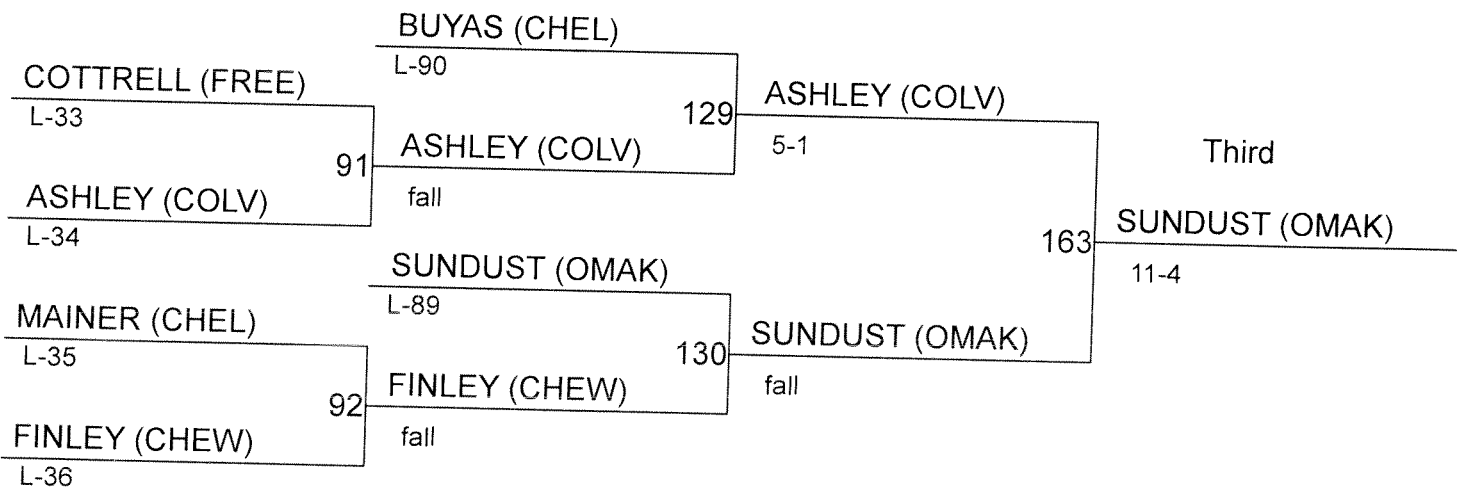 BUYAS (CHEL)
L-90
COTTRELL (FREE)
L-33
129
ASHLEY (COLV)
5-1
Third
91
ASHLEY (COLV)
fall
ASHLEY (COLV)
L-34
163
SUNDUST (OMAK)
11-4
SUNDUST (OMAK)
L-89
MAINER (CHEL)
L-35
130
SUNDUST (OMAK)
fall
92
FINLEY (CHEW)
fall
FINLEY (CHEW)
L-36